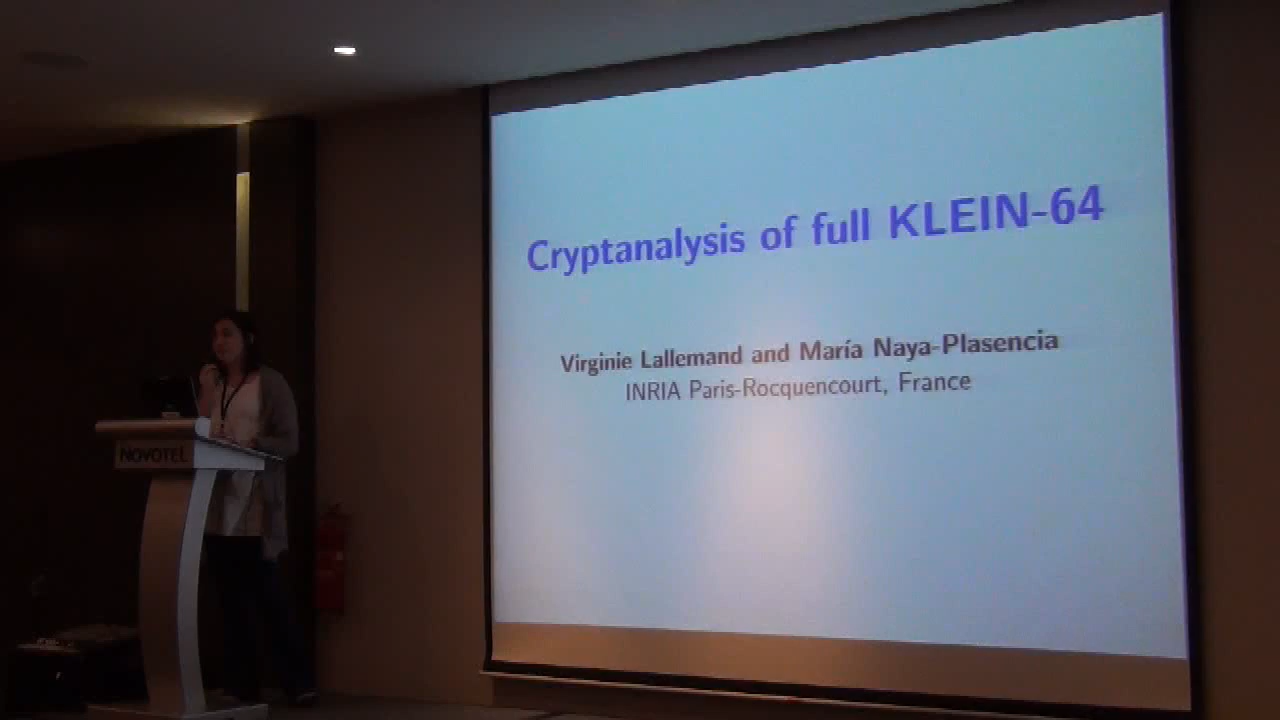 Cryptanalysis of full KLEIN-64
Virginie Lallemand and María Naya-Plasencia
INRIA Paris-Rocquencourt, France
NOVOTEL